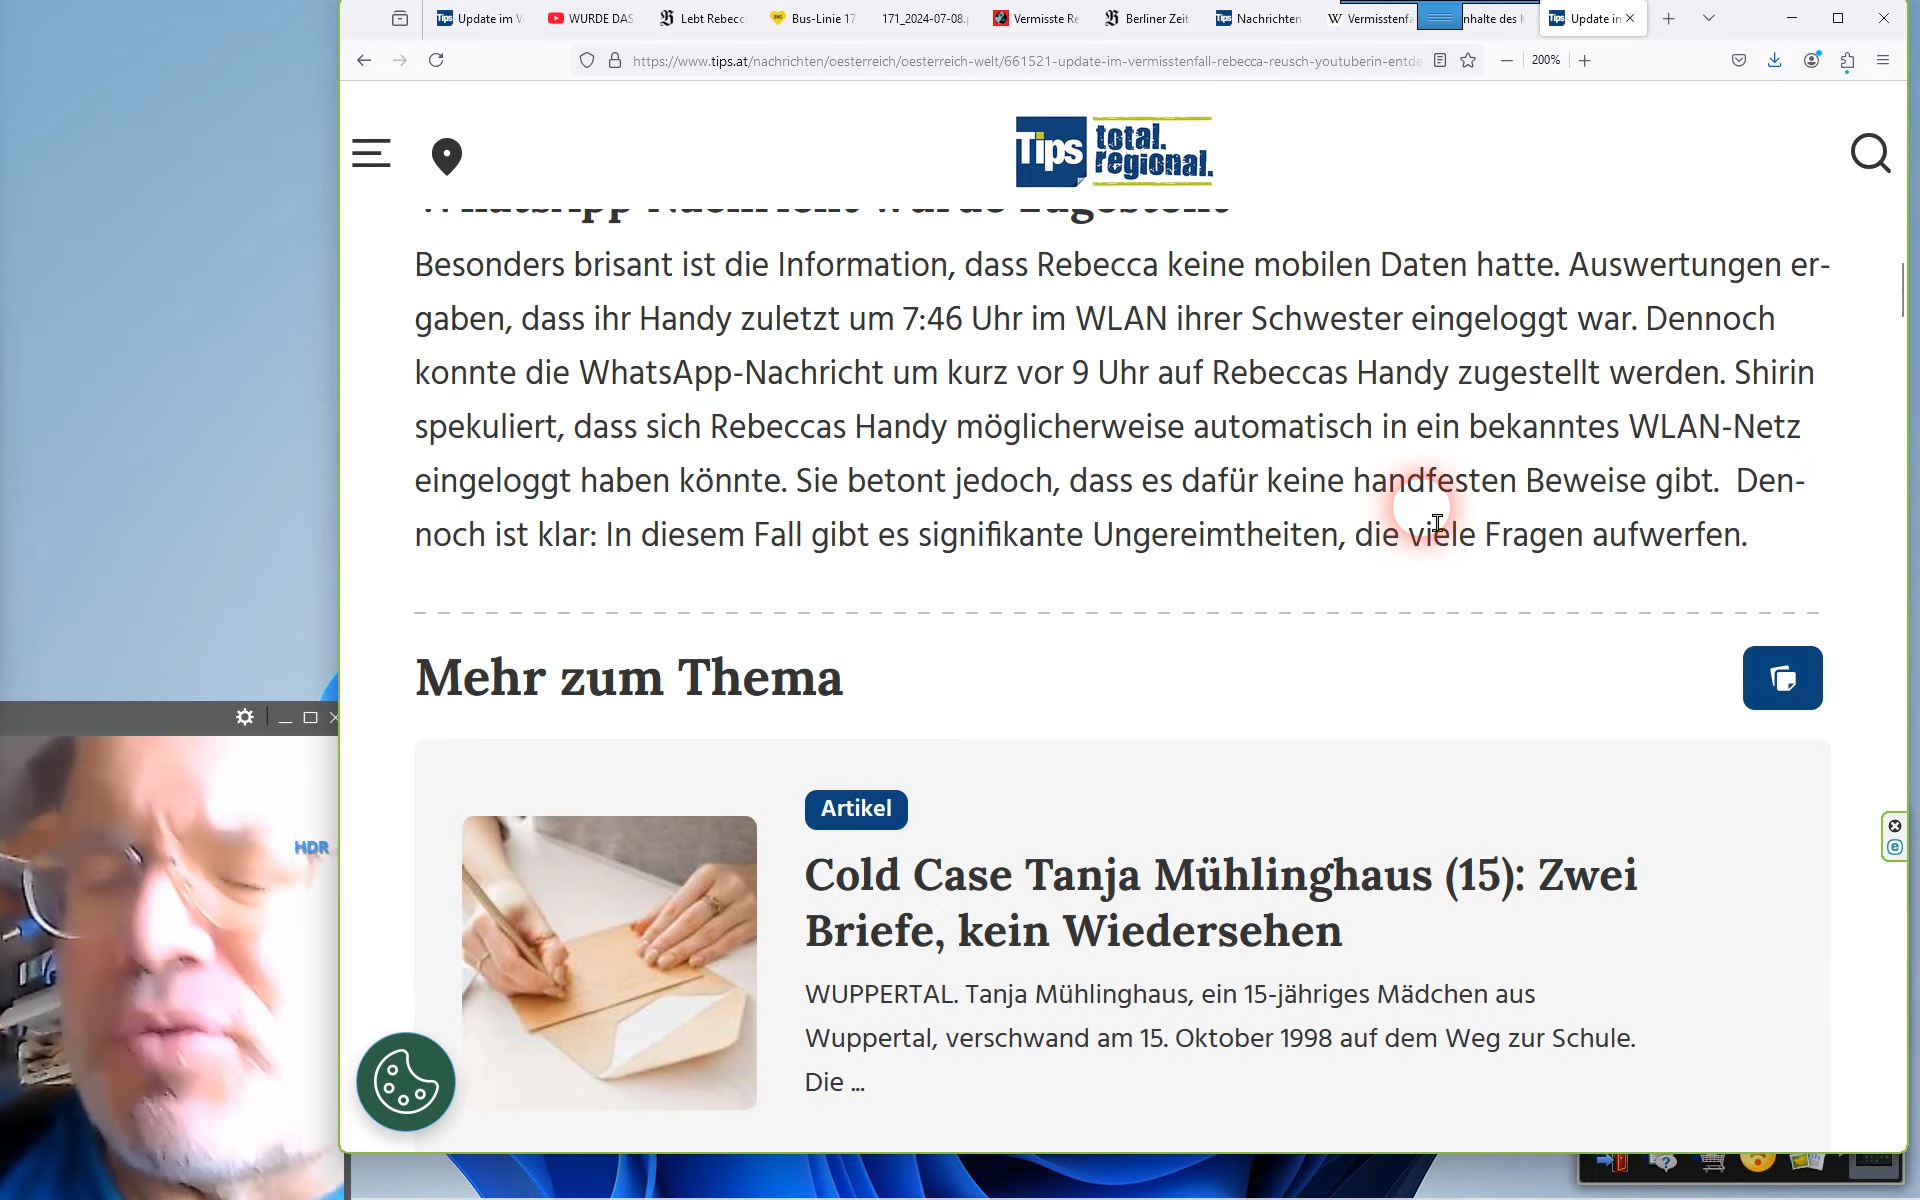 Update im V
WURDE DAS
Lebt Rebecc
Bus-Linie 17
171_2024-07-08.p
Vermisste Re
Berliner Zeit
Nachrichten
Vermisstenfa
nhalte des
Update in
https://www.tips.at/nachrichten/oesterreich/oesterreich-welt/661521-update-im-vermisstenfall-rebecca-reusch-youtuberin-entde
200%
Tips total. regional.
WhatsApp-Nachricht wurde zugestellt
Besonders brisant ist die Information, dass Rebecca keine mobilen Daten hatte. Auswertungen er-
gaben, dass ihr Handy zuletzt um 7:46 Uhr im WLAN ihrer Schwester eingeloggt war. Dennoch
konnte die WhatsApp-Nachricht um kurz vor 9 Uhr auf Rebeccas Handy zugestellt werden. Shirin
spekuliert, dass sich Rebeccas Handy möglicherweise automatisch in ein bekanntes WLAN-Netz
eingeloggt haben könnte. Sie betont jedoch, dass es dafür keine handfesten Beweise gibt.  Den-
noch ist klar: In diesem Fall gibt es signifikante Ungereimtheiten, die viele Fragen aufwerfen.
Mehr zum Thema
Artikel
Cold Case Tanja Mühlinghaus (15): Zwei
Briefe, kein Wiedersehen
WUPPERTAL. Tanja Mühlinghaus, ein 15-jähriges Mädchen aus
Wuppertal, verschwand am 15. Oktober 1998 auf dem Weg zur Schule.
Die ...
HDR